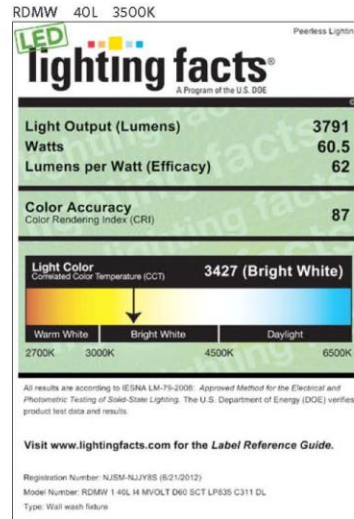 RDMW 40L 3500K
Peerless Lightin
LED
lighting facts®
A Program of the U.S. DOE
Light Output (Lumens) 3791
Watts 60.5
Lumens per Watt (Efficacy) 62
Color Accuracy
Color Rendering Index (CRI) 87
Light Color
Correlated Color Temperature (CCT) 3427 (Bright White)
Warm White Bright White Daylight
2700K 3000K 4500K 6500K
All results are according to IESNA LM-79-2008: Approved Method for the Electrical and
Photometric Testing of Solid-State Lighting. The U.S. Department of Energy (DOE) verifies
product test data and results.
Visit www.lightingfacts.com for the Label Reference Guide.
Registration Number: NJSM-NJJY8S (6/21/2012)
Model Number: RDMW 1 40L I4 MVOLT D60 SCT LP835 C311 DL
Type: Wall wash fixture